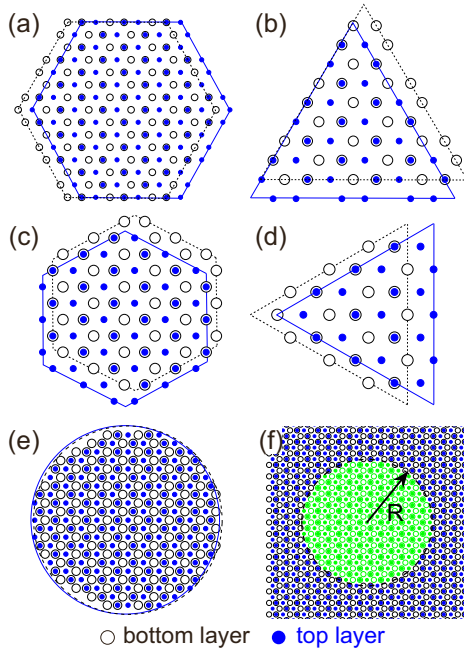 (a) (b)
(c) (d)
(e) (f)
R
bottom layer top layer